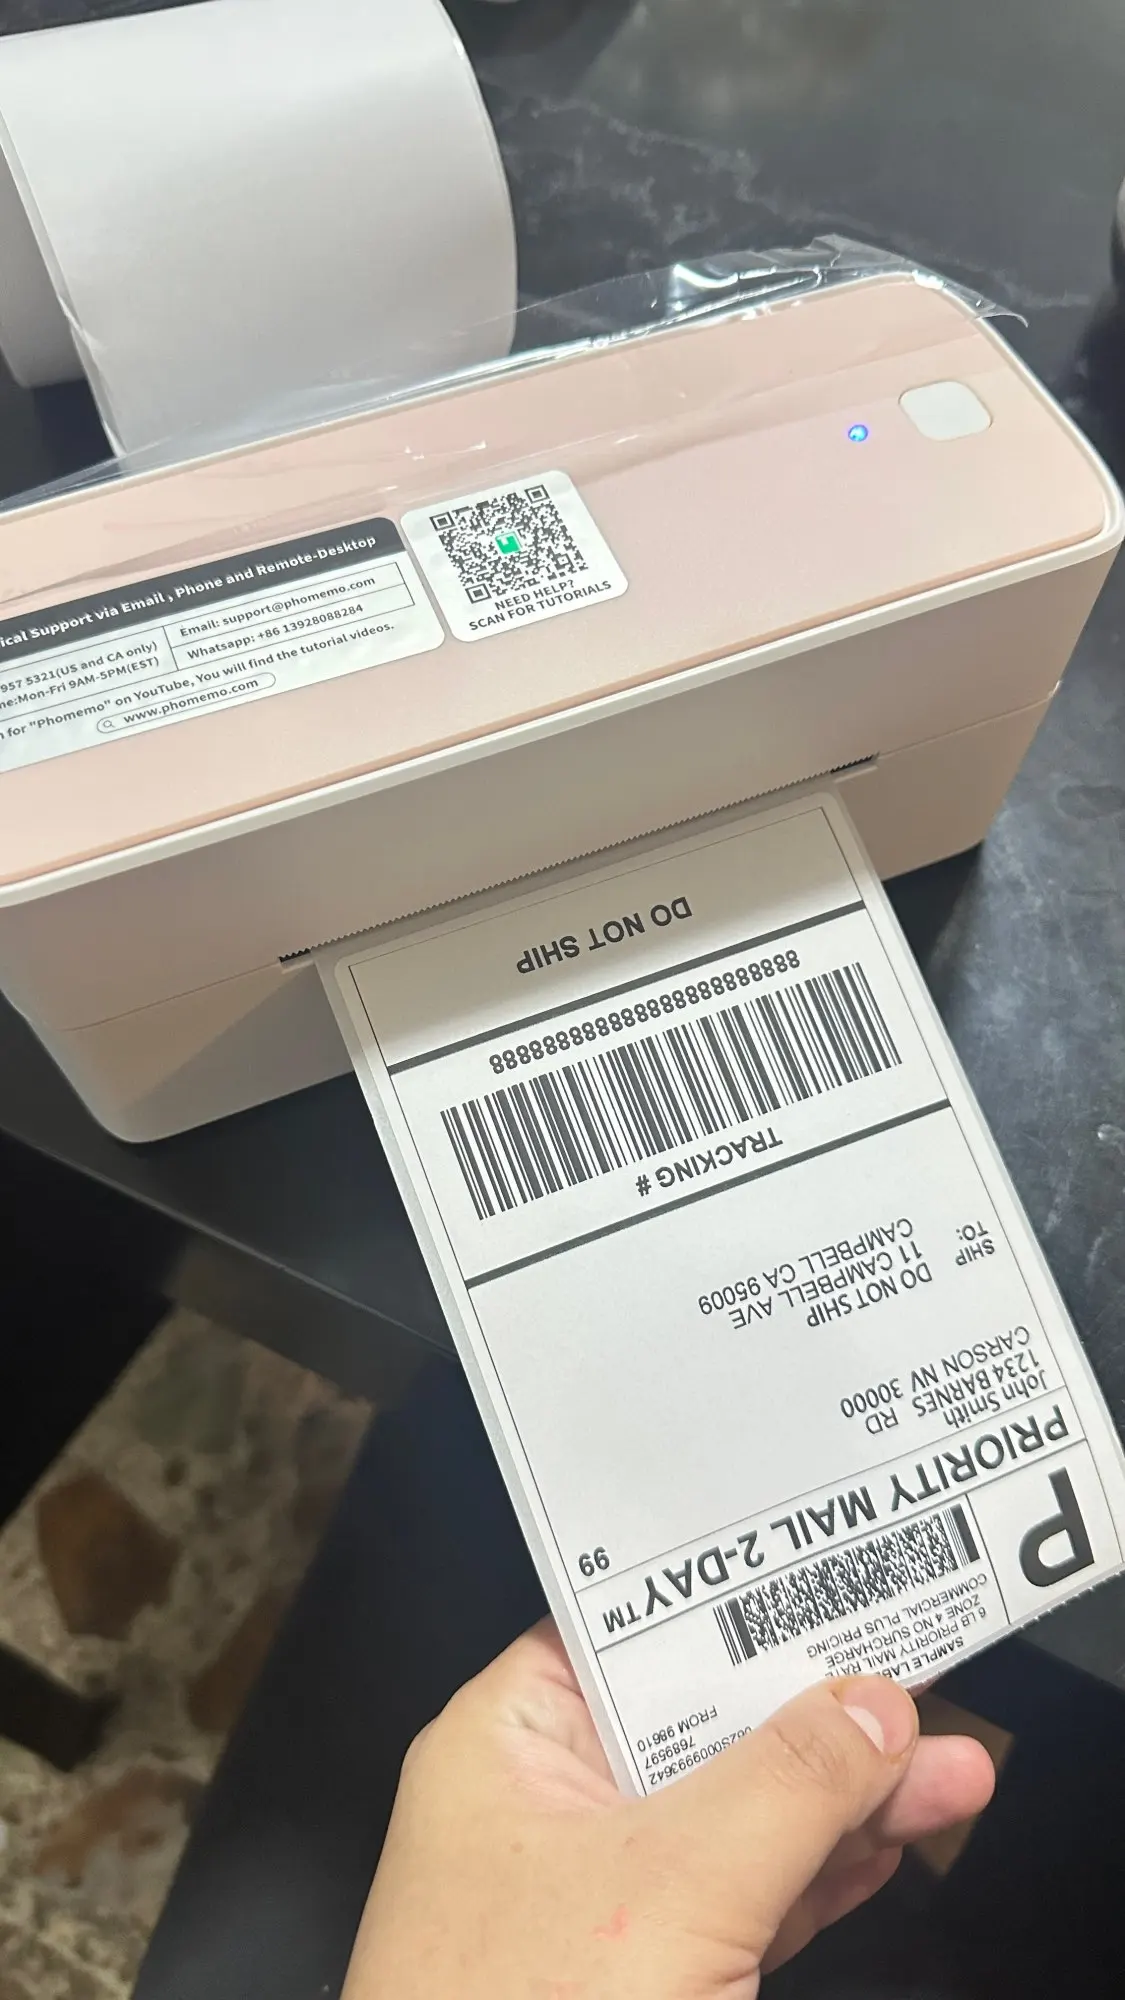 ical Support via Email , Phone and Remote-Desktop
957 5321(US and CA only)
Email: support@phomemo.com
ne:Mon-Fri 9AM-5PM(EST)
Whatsapp: +86 13928088284
for "Phomemo" on YouTube, You will find the tutorial videos.
www.phomemo.com
NEED HELP?
SCAN FOR TUTORIALS
P
SAMPLE LAB
6 LB PRIORITY MAIL RATE
ZONE 4 NO SURCHARGE
COMMERCIAL PLUS PRICING
062S0009993642
7689597
FROM 98610
PRIORITY MAIL 2-DAY™
John Smith
1234 BARNES RD
CARSON NV 30000
99
SHIP
TO:
DO NOT SHIP
11 CAMPBELL AVE
CAMPBELL CA 95009
TRACKING #
DO NOT SHIP